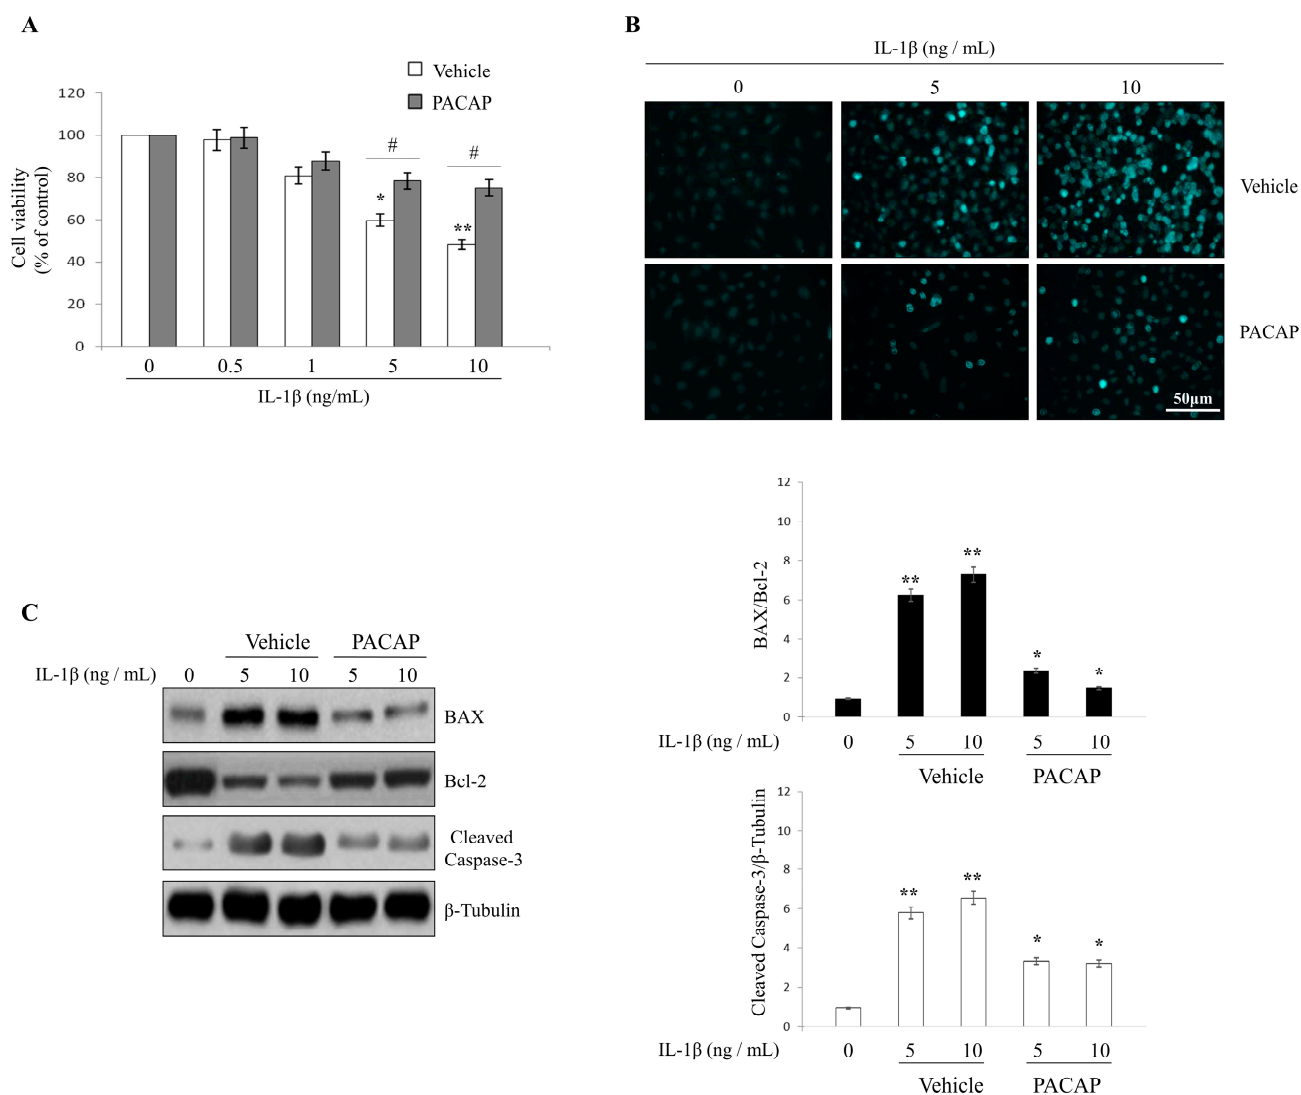 A
Vehicle
PACAP
120
100
80
60
40
20
0
Cell viability
(% of control)
#
#
*
**
0 0.5 1 5 10
IL-1β (ng/mL)
B
IL-1β (ng / mL)
0 5 10
Vehicle
PACAP
50μm
C
Vehicle PACAP
IL-1β (ng / mL) 0 5 10 5 10
BAX
Bcl-2
Cleaved
Caspase-3
β-Tubulin
12
10
8
6
4
2
0
BAX/Bcl-2
**
**
*
*
IL-1β (ng / mL) 0 5 10 5 10
Vehicle PACAP
12
10
8
6
4
2
0
Cleaved Caspase-3/β-Tubulin
**
**
*
*
IL-1β (ng / mL) 0 5 10 5 10
Vehicle PACAP